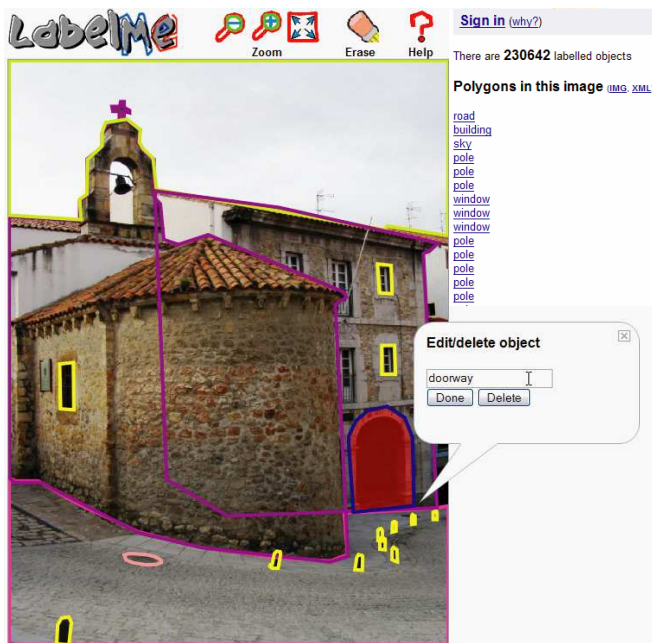 LabelMe
Zoom
Erase
Help
Sign in (why?)
There are 230642 labelled objects
Polygons in this image (IMG, XML
road
building
sky
pole
pole
pole
window
window
window
pole
pole
pole
pole
pole
Edit/delete object
doorway
Done Delete